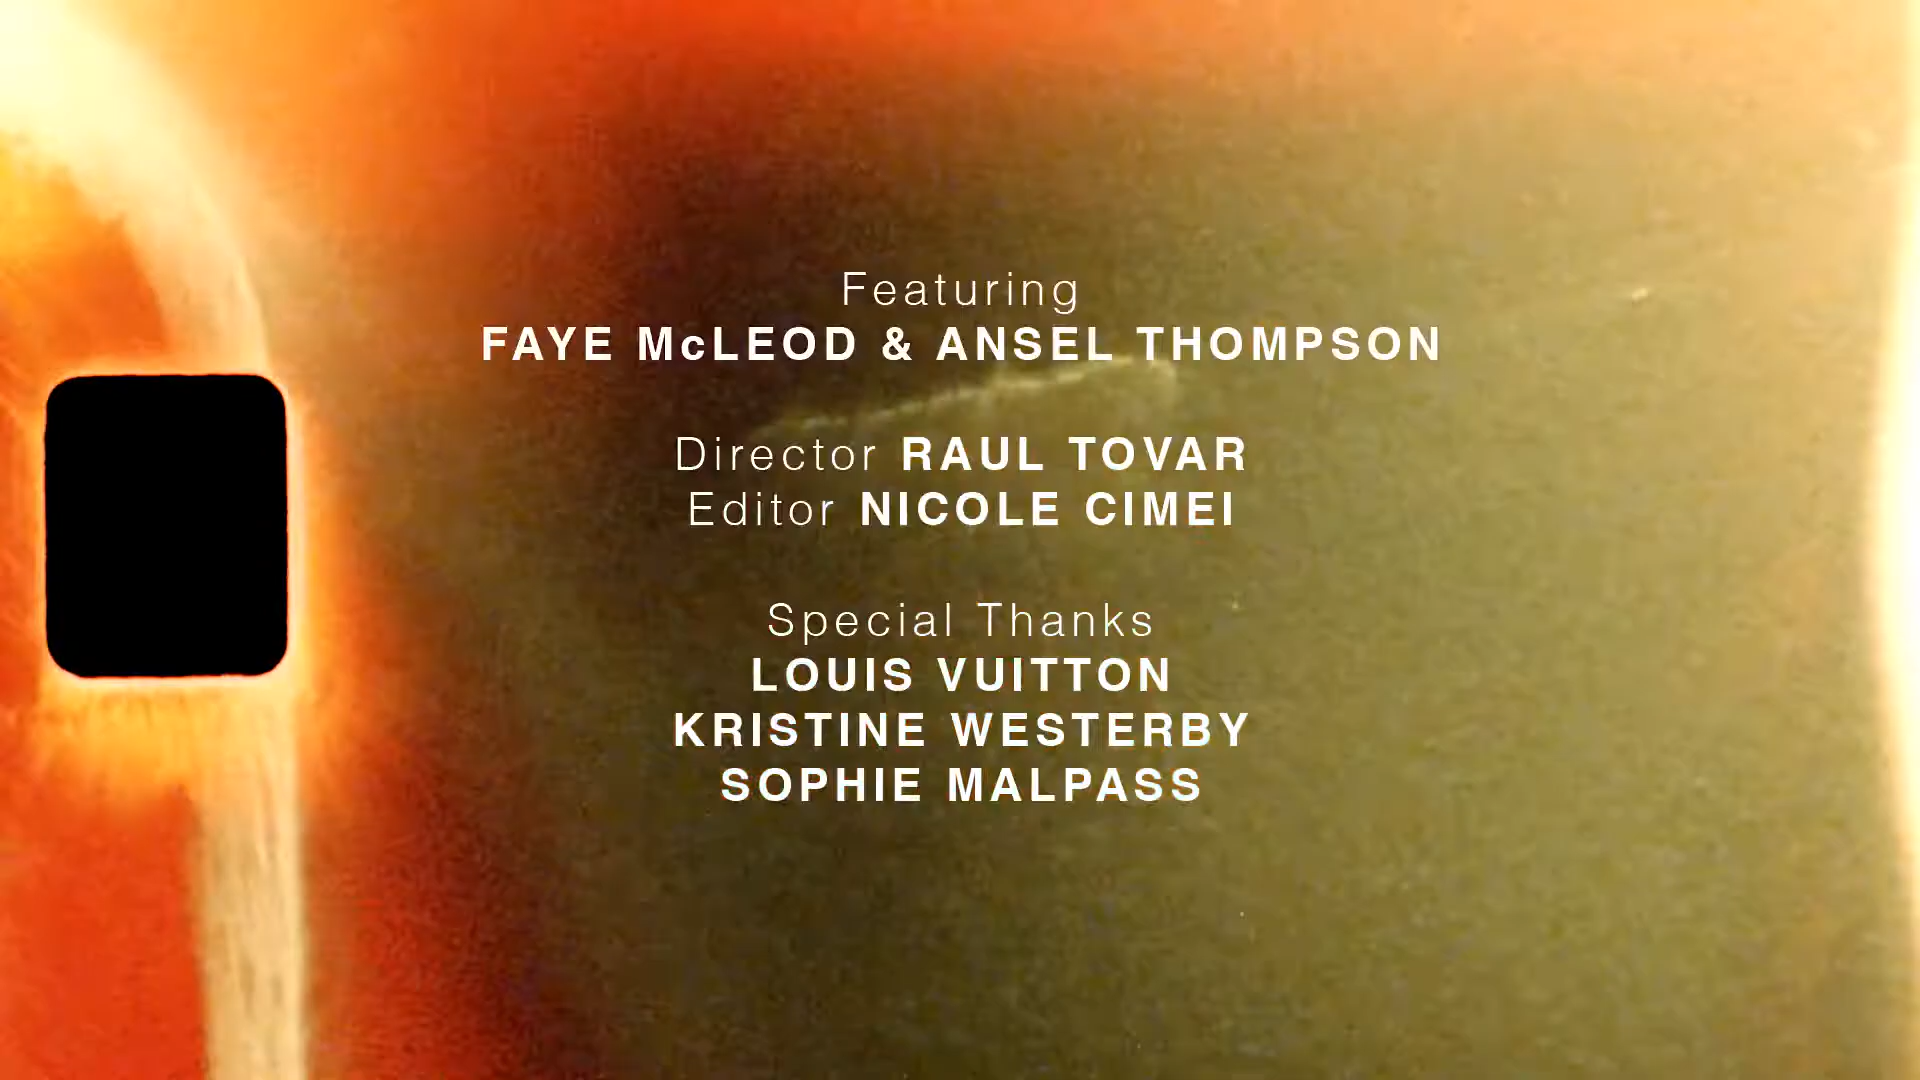 Featuring
FAYE McLEOD & ANSEL THOMPSON
Director RAUL TOVAR
Editor NICOLE CIMEI
Special Thanks
LOUIS VUITTON
KRISTINE WESTERBY
SOPHIE MALPASS